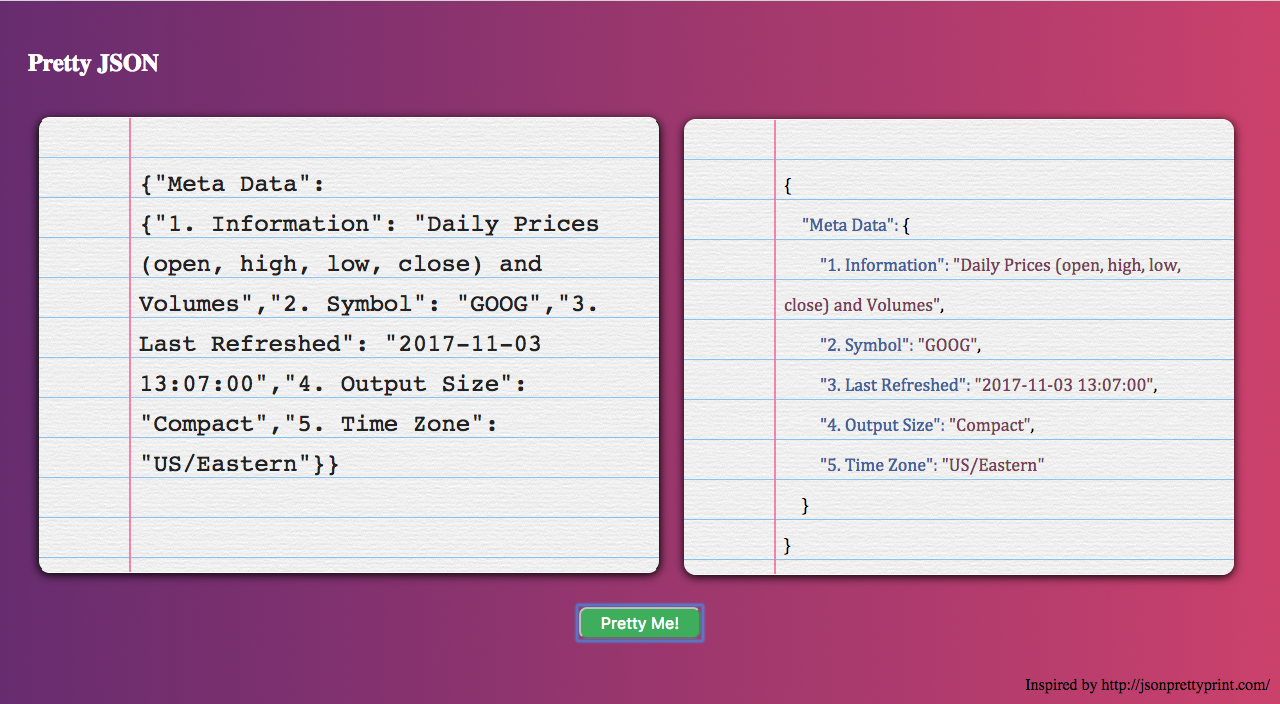 Pretty JSON
{"Meta Data":
{"1. Information": "Daily Prices
(open, high, low, close) and
Volumes","2. Symbol": "GOOG","3.
Last Refreshed": "2017-11-03
13:07:00","4. Output Size":
"Compact","5. Time Zone":
"US/Eastern"}}
{
"Meta Data": {
"1. Information": "Daily Prices (open, high, low,
close) and Volumes",
"2. Symbol": "GOOG",
"3. Last Refreshed": "2017-11-03 13:07:00",
"4. Output Size": "Compact",
"5. Time Zone": "US/Eastern"
}
}
Pretty Me!
Inspired by http://jsonprettyprint.com/